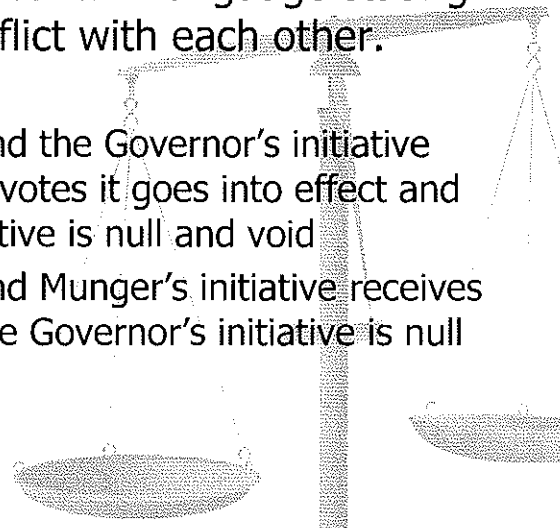 flict with each other.
nd the Governor's initiative
votes it goes into effect and
tive is null and void
nd Munger's initiative receives
e Governor's initiative is null